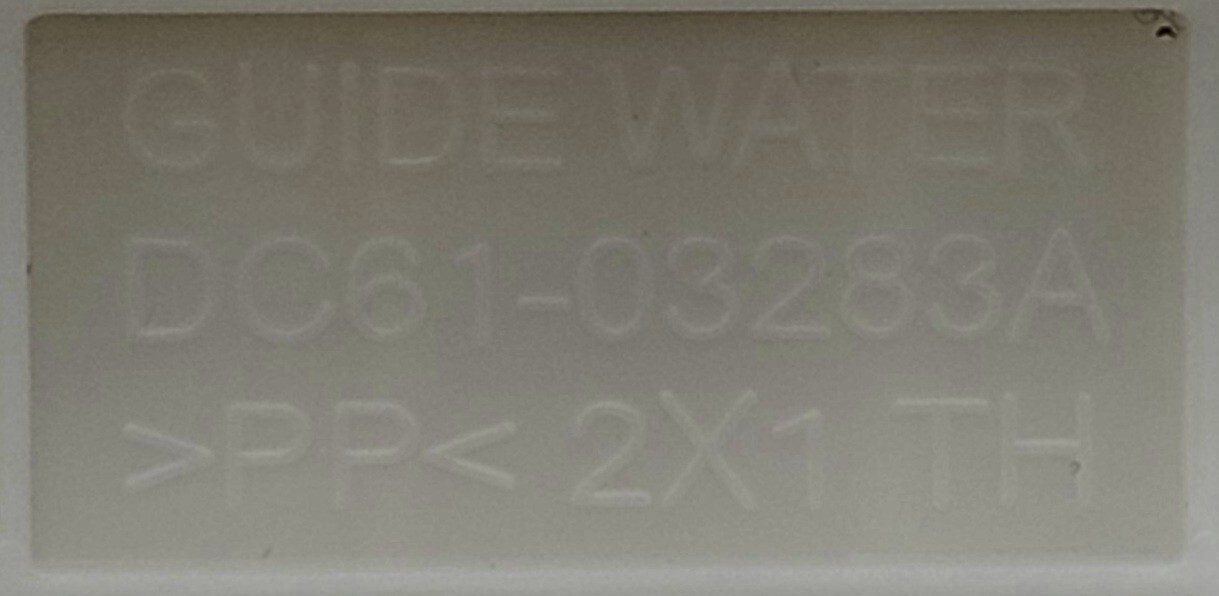 GUIDE WATER
DC61-03283A
>PP< 2X1 TH